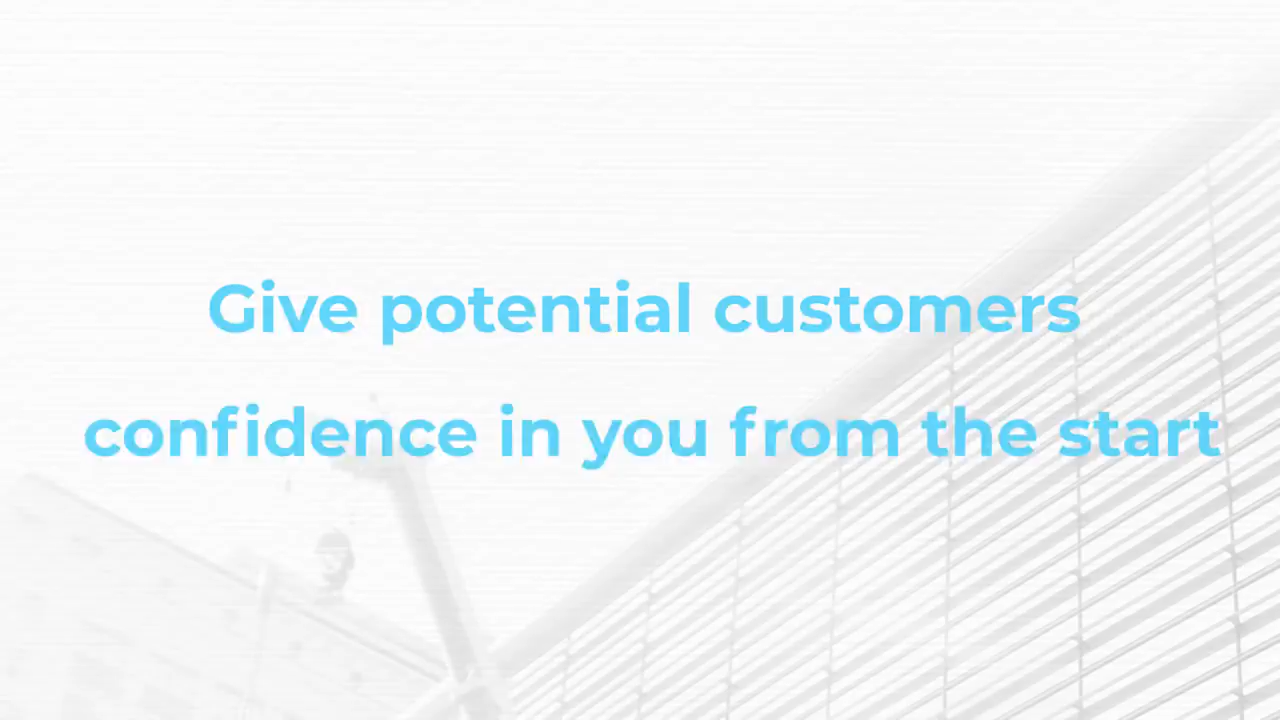 Give potential customers
confidence in you from the start